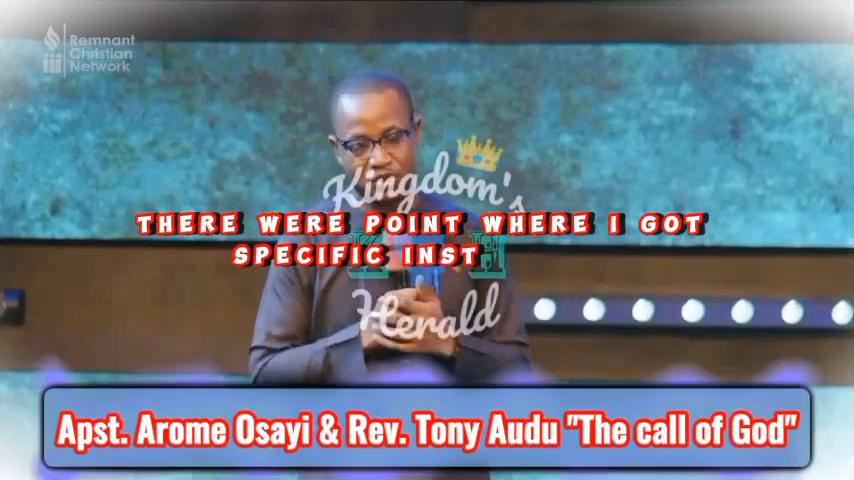 Remnant
Christian
Network
Kingdom's
THERE WERE POINT WHERE I GOT
SPECIFIC INST
K H
Herald
Apst. Arome Osayi & Rev. Tony Audu "The call of God"